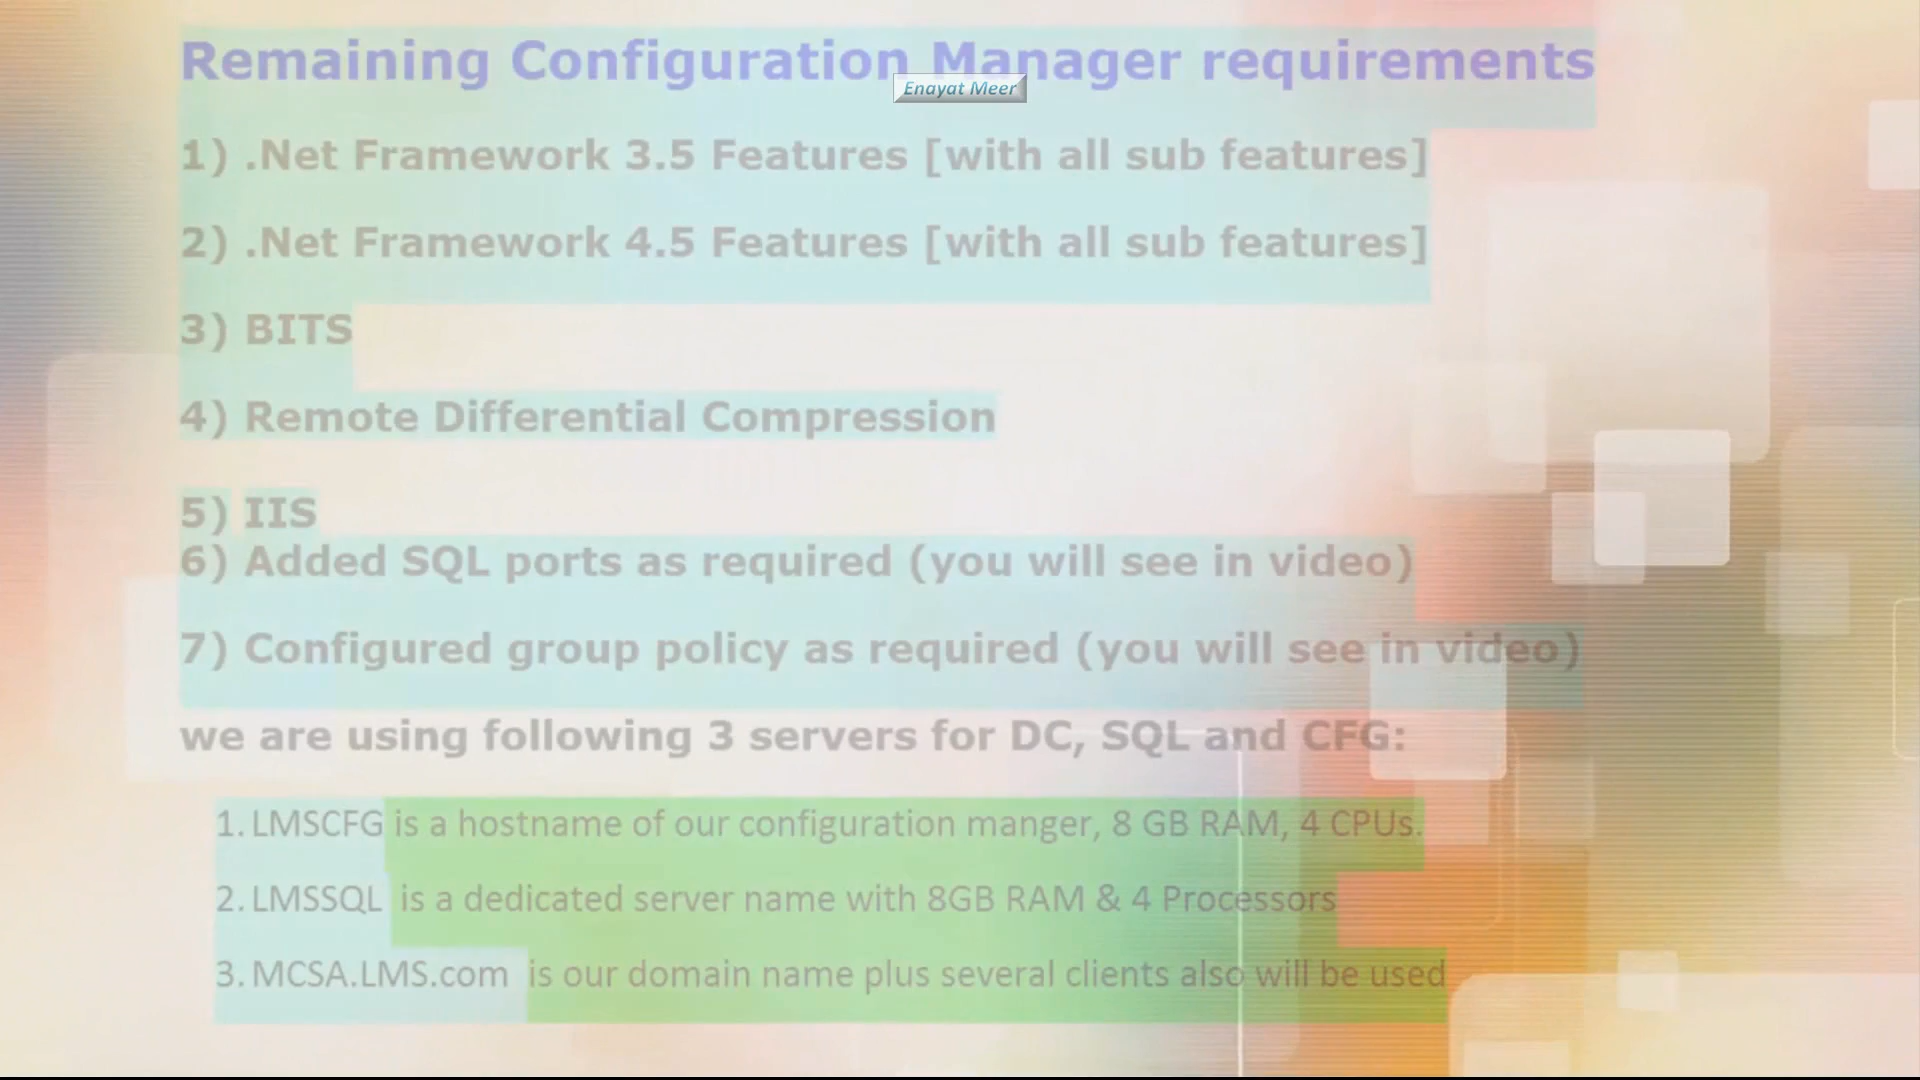 Remaining Configuration Manager requirements
Enayat Meer
1) .Net Framework 3.5 Features [with all sub features]
2) .Net Framework 4.5 Features [with all sub features]
3) BITS
4) Remote Differential Compression
5) IIS
6) Added SQL ports as required (you will see in video)
7) Configured group policy as required (you will see in video)
we are using following 3 servers for DC, SQL and CFG:
1. LMSCFG is a hostname of our configuration manger, 8 GB RAM, 4 CPUs.
2. LMSSQL is a dedicated server name with 8GB RAM & 4 Processors
3. MCSA.LMS.com is our domain name plus several clients also will be used